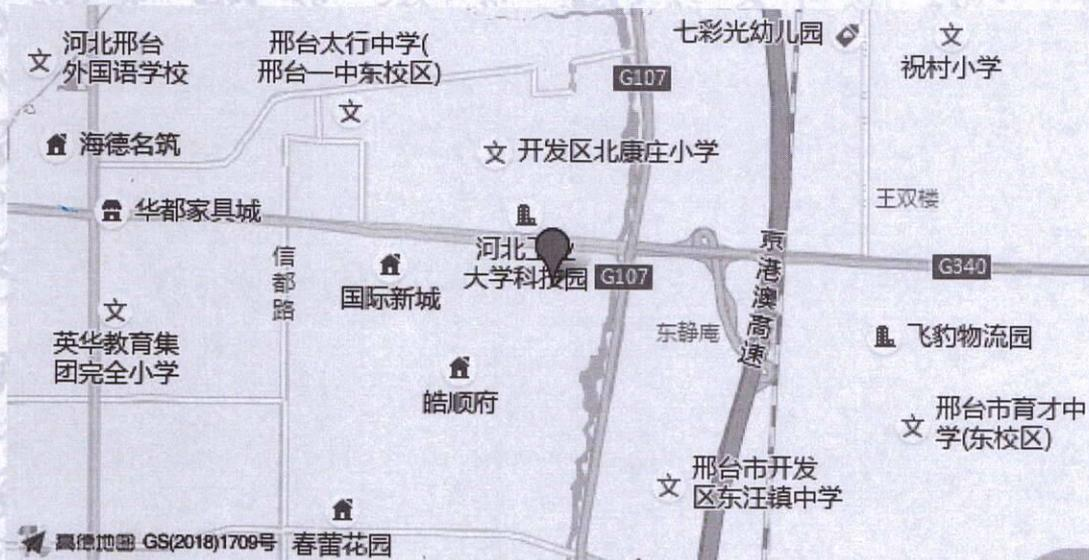 河北邢台
外国语学校
邢台太行中学(
邢台一中东校区)
七彩光幼儿园
祝村小学
G107
海德名筑
开发区北康庄小学
王双楼
华都家具城
信都路
河北工业
大学科技园
G107
京港澳高速
G340
国际新城
东静庵
飞豹物流园
英华教育集
团完全小学
皓顺府
邢台市育才中
学(东校区)
邢台市开发
区东汪镇中学
高德地图 GS(2018)1709号
春蕾花园